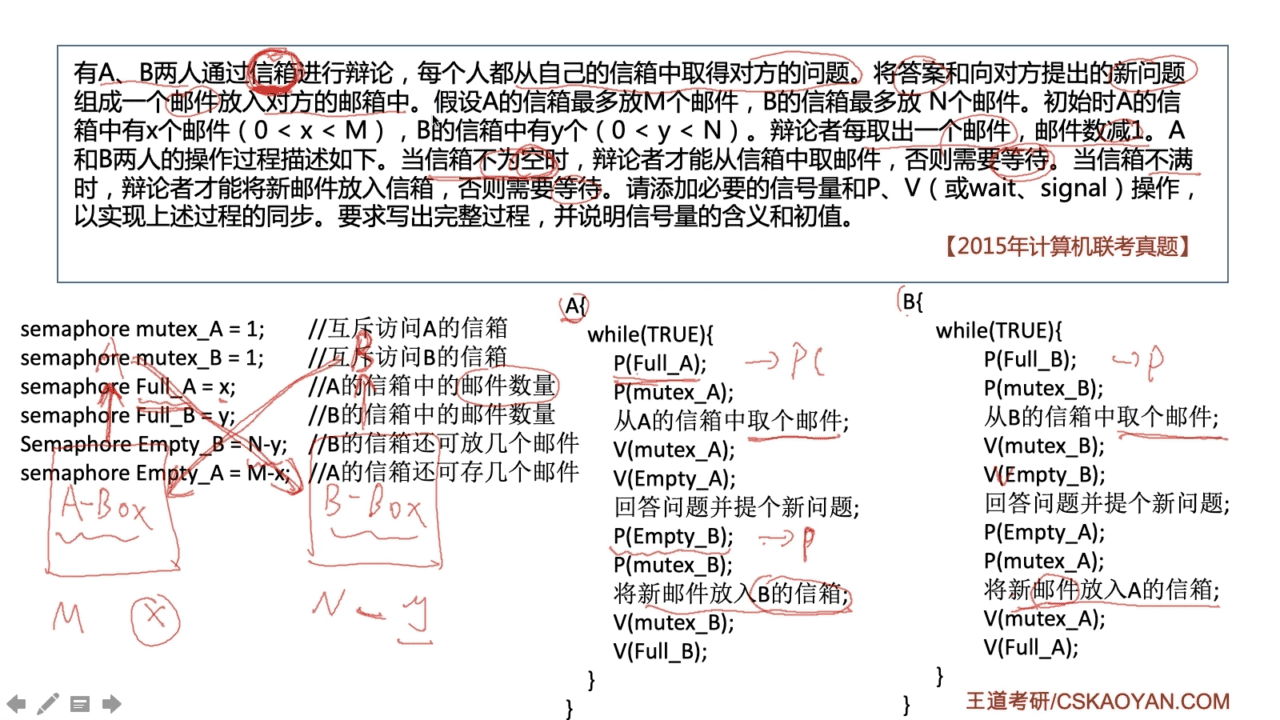 有A、B两人通过信箱进行辩论，每个人都从自己的信箱中取得对方的问题。将答案和向对方提出的新问题
组成一个邮件放入对方的邮箱中。假设A的信箱最多放M个邮件，B的信箱最多放 N个邮件。初始时A的信
箱中有x个邮件（0 < x < M），B的信箱中有y个（0 < y < N）。辩论者每取出一个邮件，邮件数减1。A
和B两人的操作过程描述如下。当信箱不为空时，辩论者才能从信箱中取邮件，否则需要等待。当信箱不满
时，辩论者才能将新邮件放入信箱，否则需要等待。请添加必要的信号量和P、V（或wait、signal）操作，
以实现上述过程的同步。要求写出完整过程，并说明信号量的含义和初值。
【2015年计算机联考真题】
semaphore mutex_A = 1; //互斥访问A的信箱
semaphore mutex_B = 1; //互斥访问B的信箱
semaphore Full_A = x; //A的信箱中的邮件数量
semaphore Full_B = y; //B的信箱中的邮件数量
Semaphore Empty_B = N-y; //B的信箱还可放几个邮件
semaphore Empty_A = M-x; //A的信箱还可存几个邮件
A
B
A-Box
B-Box
M X
N - y
A{
while(TRUE){
P(Full_A); →P(
P(mutex_A);
从A的信箱中取个邮件;
V(mutex_A);
V(Empty_A);
回答问题并提个新问题;
P(Empty_B); →P
P(mutex_B);
将新邮件放入B的信箱;
V(mutex_B);
V(Full_B);
}
}
B{
while(TRUE){
P(Full_B); →P
P(mutex_B);
从B的信箱中取个邮件;
V(mutex_B);
V(Empty_B);
回答问题并提个新问题;
P(Empty_A);
P(mutex_A);
将新邮件放入A的信箱;
V(mutex_A);
V(Full_A);
}
}
王道考研/CSKAOYAN.COM